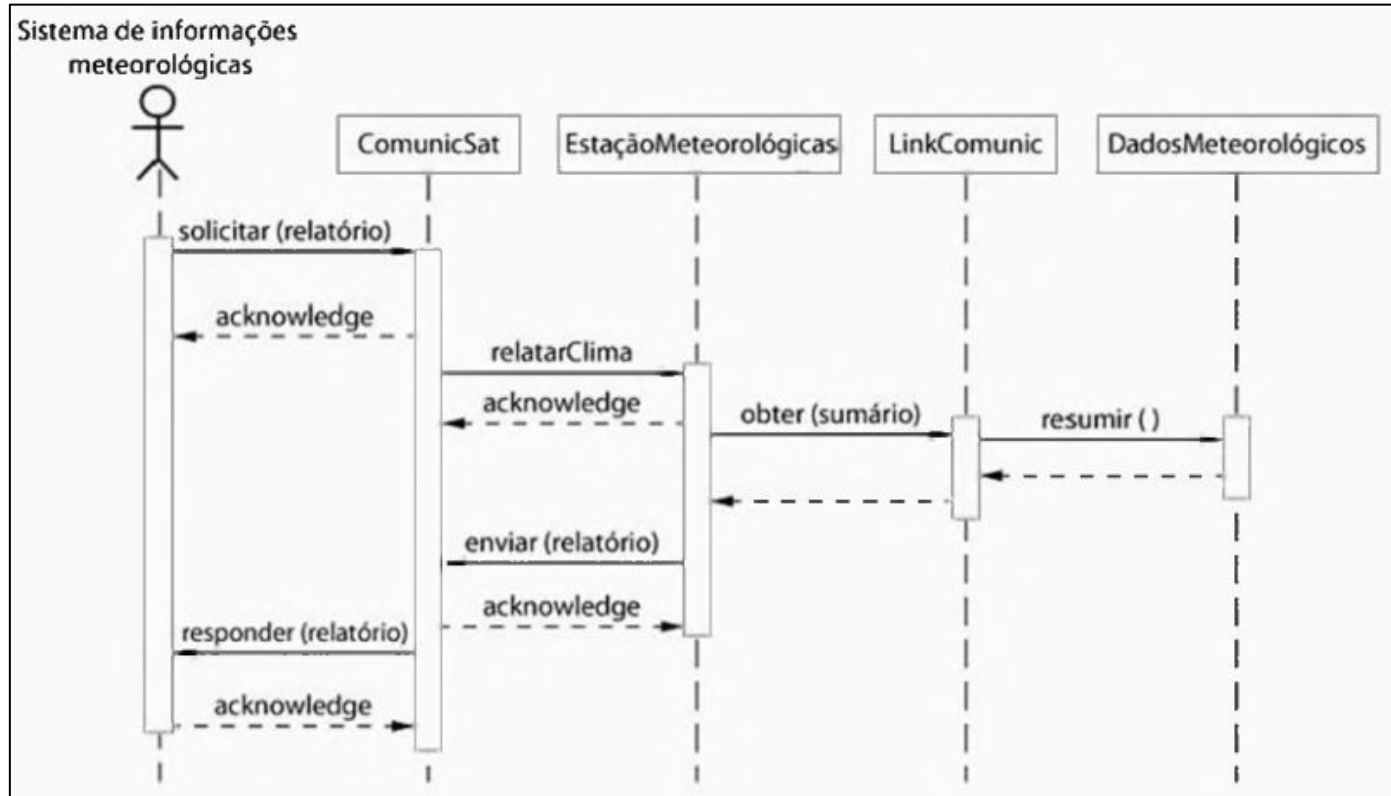 Sistema de informações
meteorológicas
ComunicSat
EstaçãoMeteorológicas
LinkComunic
DadosMeteorológicos
solicitar (relatório)
acknowledge
relatarClima
acknowledge
obter (sumário)
resumir ( )
enviar (relatório)
acknowledge
responder (relatório)
acknowledge